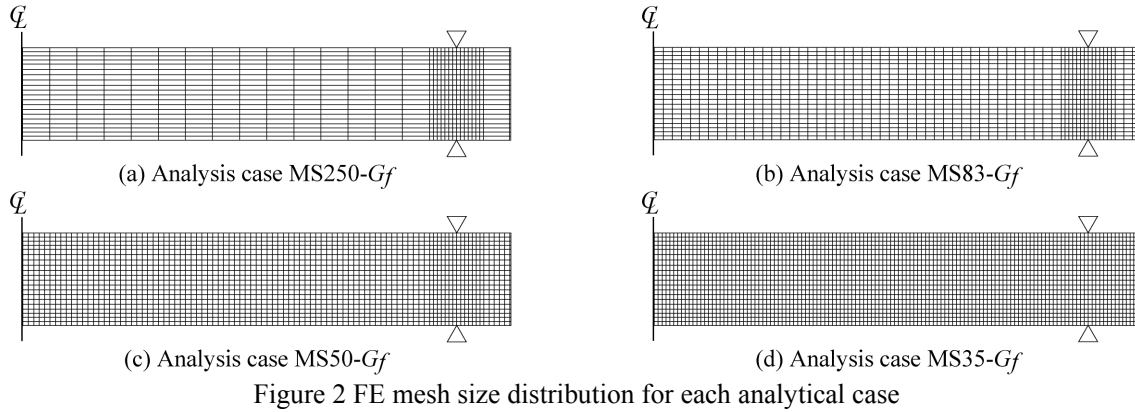 ℄ ℄
(a) Analysis case MS250-Gf (b) Analysis case MS83-Gf
℄ ℄
(c) Analysis case MS50-Gf (d) Analysis case MS35-Gf
Figure 2 FE mesh size distribution for each analytical case